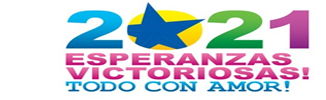 2021
ESPERANZAS
VICTORIOSAS!
TODO CON AMOR!